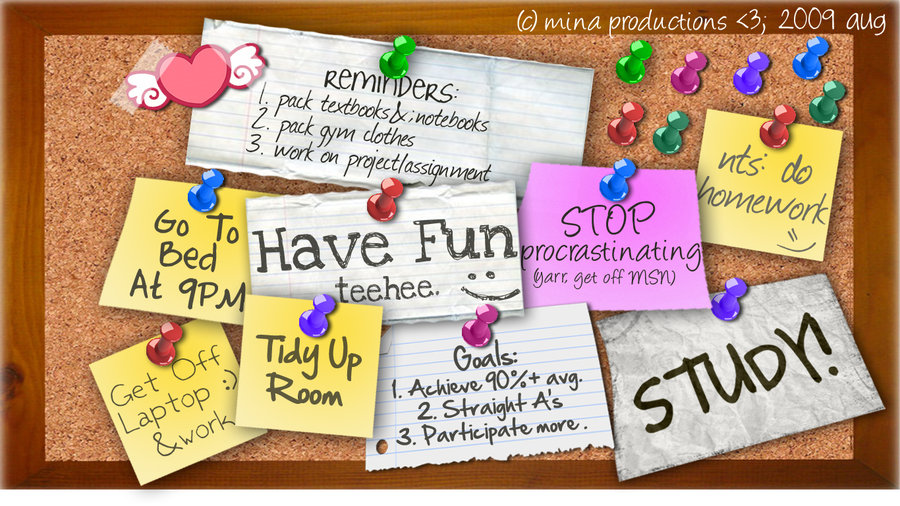 (c) mina productions <3; 2009 aug
Reminders:
1. pack textbooks&notebooks
2. pack gym clothes
3. work on project/assignment
nts: do
homework
Go To
Bed
At 9PM
Have Fun
teehee.
STOP
procrastinating
(yarr, get off MSN)
Get Off
Laptop :)
&work
Tidy Up
Room
Goals:
1. Achieve 90%+ avg.
2. Straight A's
3. Participate more.
STUDY!